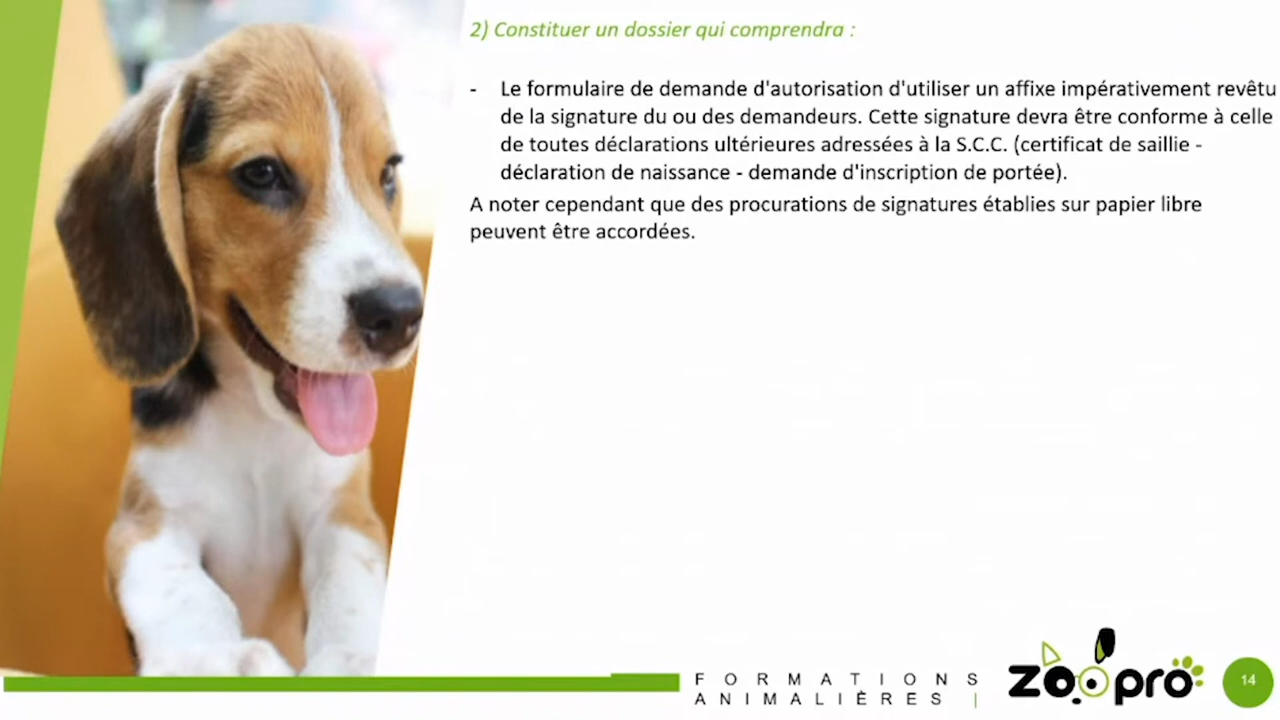 2) Constituer un dossier qui comprendra :
- Le formulaire de demande d'autorisation d'utiliser un affixe impérativement revêtu
de la signature du ou des demandeurs. Cette signature devra être conforme à celle
de toutes déclarations ultérieures adressées à la S.C.C. (certificat de saillie -
déclaration de naissance - demande d'inscription de portée).
A noter cependant que des procurations de signatures établies sur papier libre
peuvent être accordées.
FORMATIONS
ANIMALIÈRES |
zoopro
14